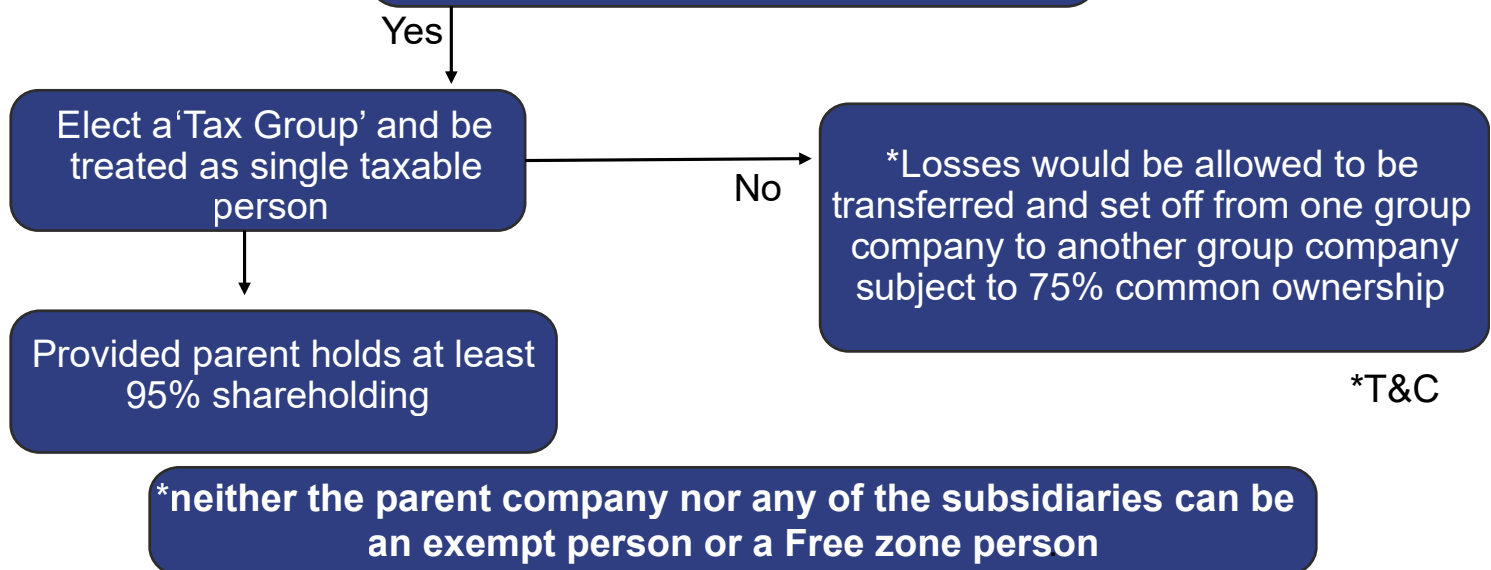 Yes
Elect a‘Tax Group’ and be
treated as single taxable
person
No
*Losses would be allowed to be
transferred and set off from one group
company to another group company
subject to 75% common ownership
Provided parent holds at least
95% shareholding
*T&C
*neither the parent company nor any of the subsidiaries can be
an exempt person or a Free zone person